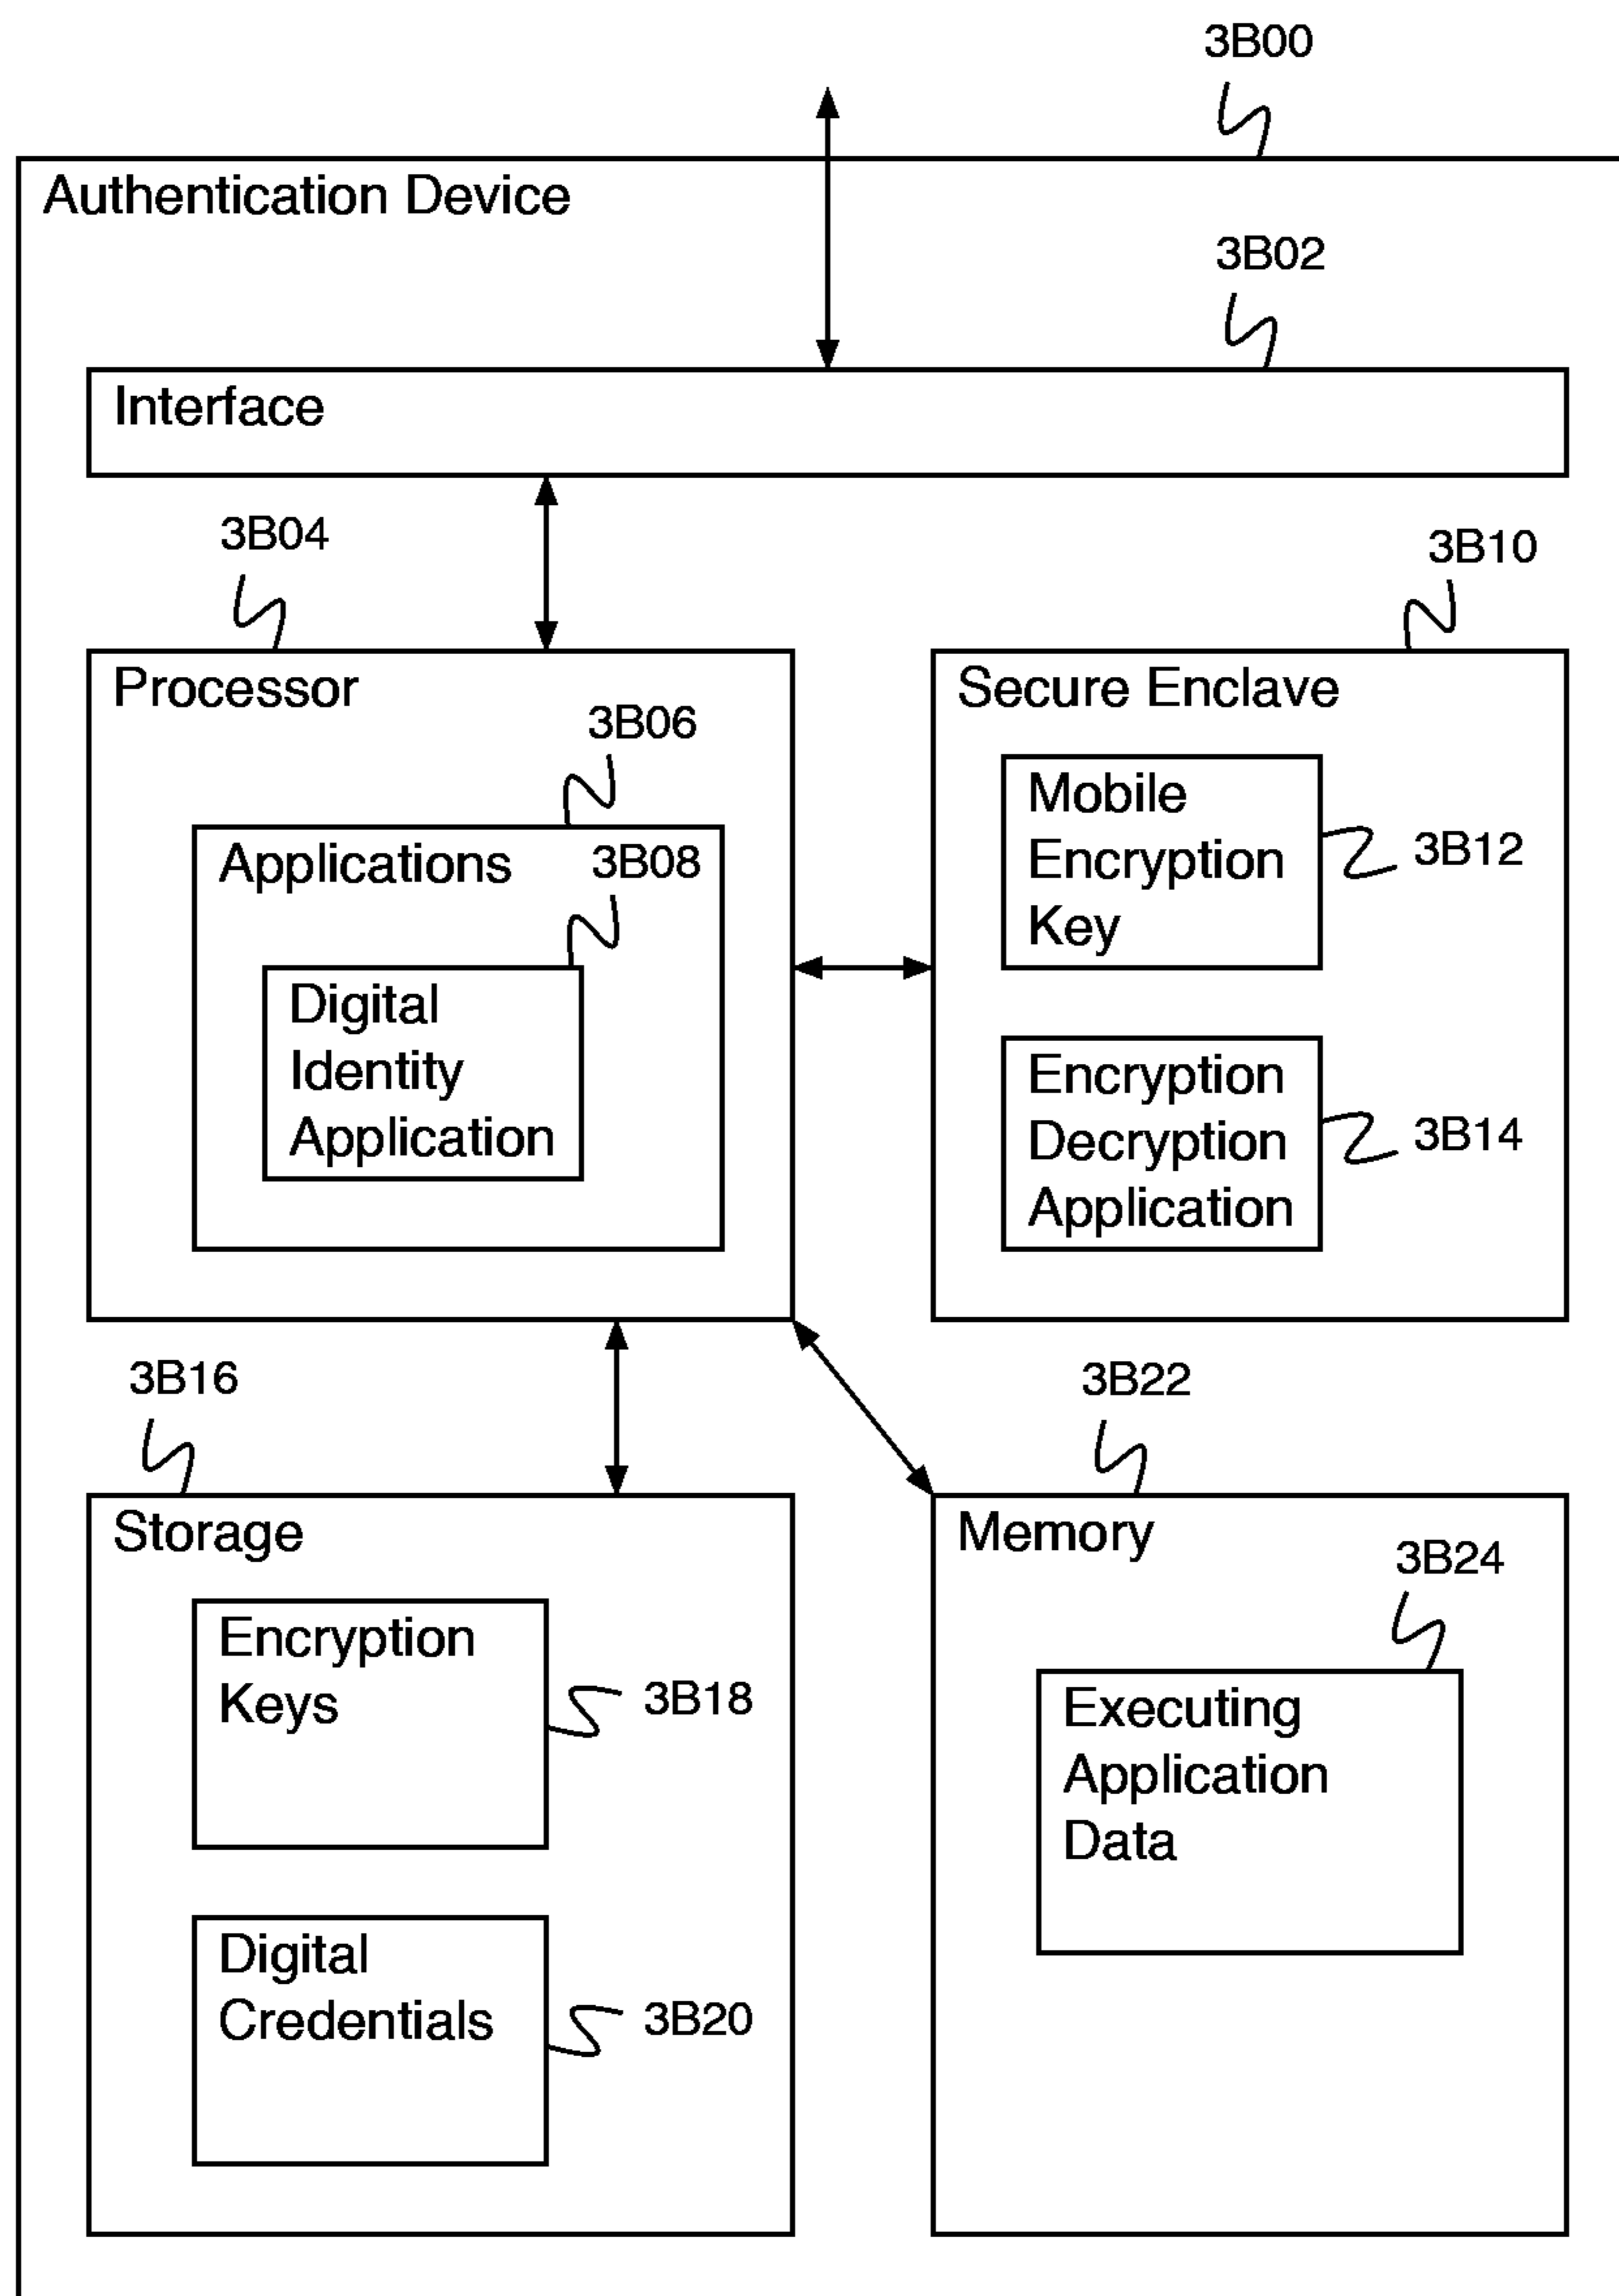 3B00
Authentication Device
3B02
Interface
3B04
3B10
Processor
Secure Enclave
3B06
Mobile
Encryption
Key
3B12
Applications
3B08
Digital
Identity
Application
Encryption
Decryption
Application
3B14
3B16
3B22
Storage
Memory
3B24
Encryption
Keys
3B18
Executing
Application
Data
Digital
Credentials
3B20